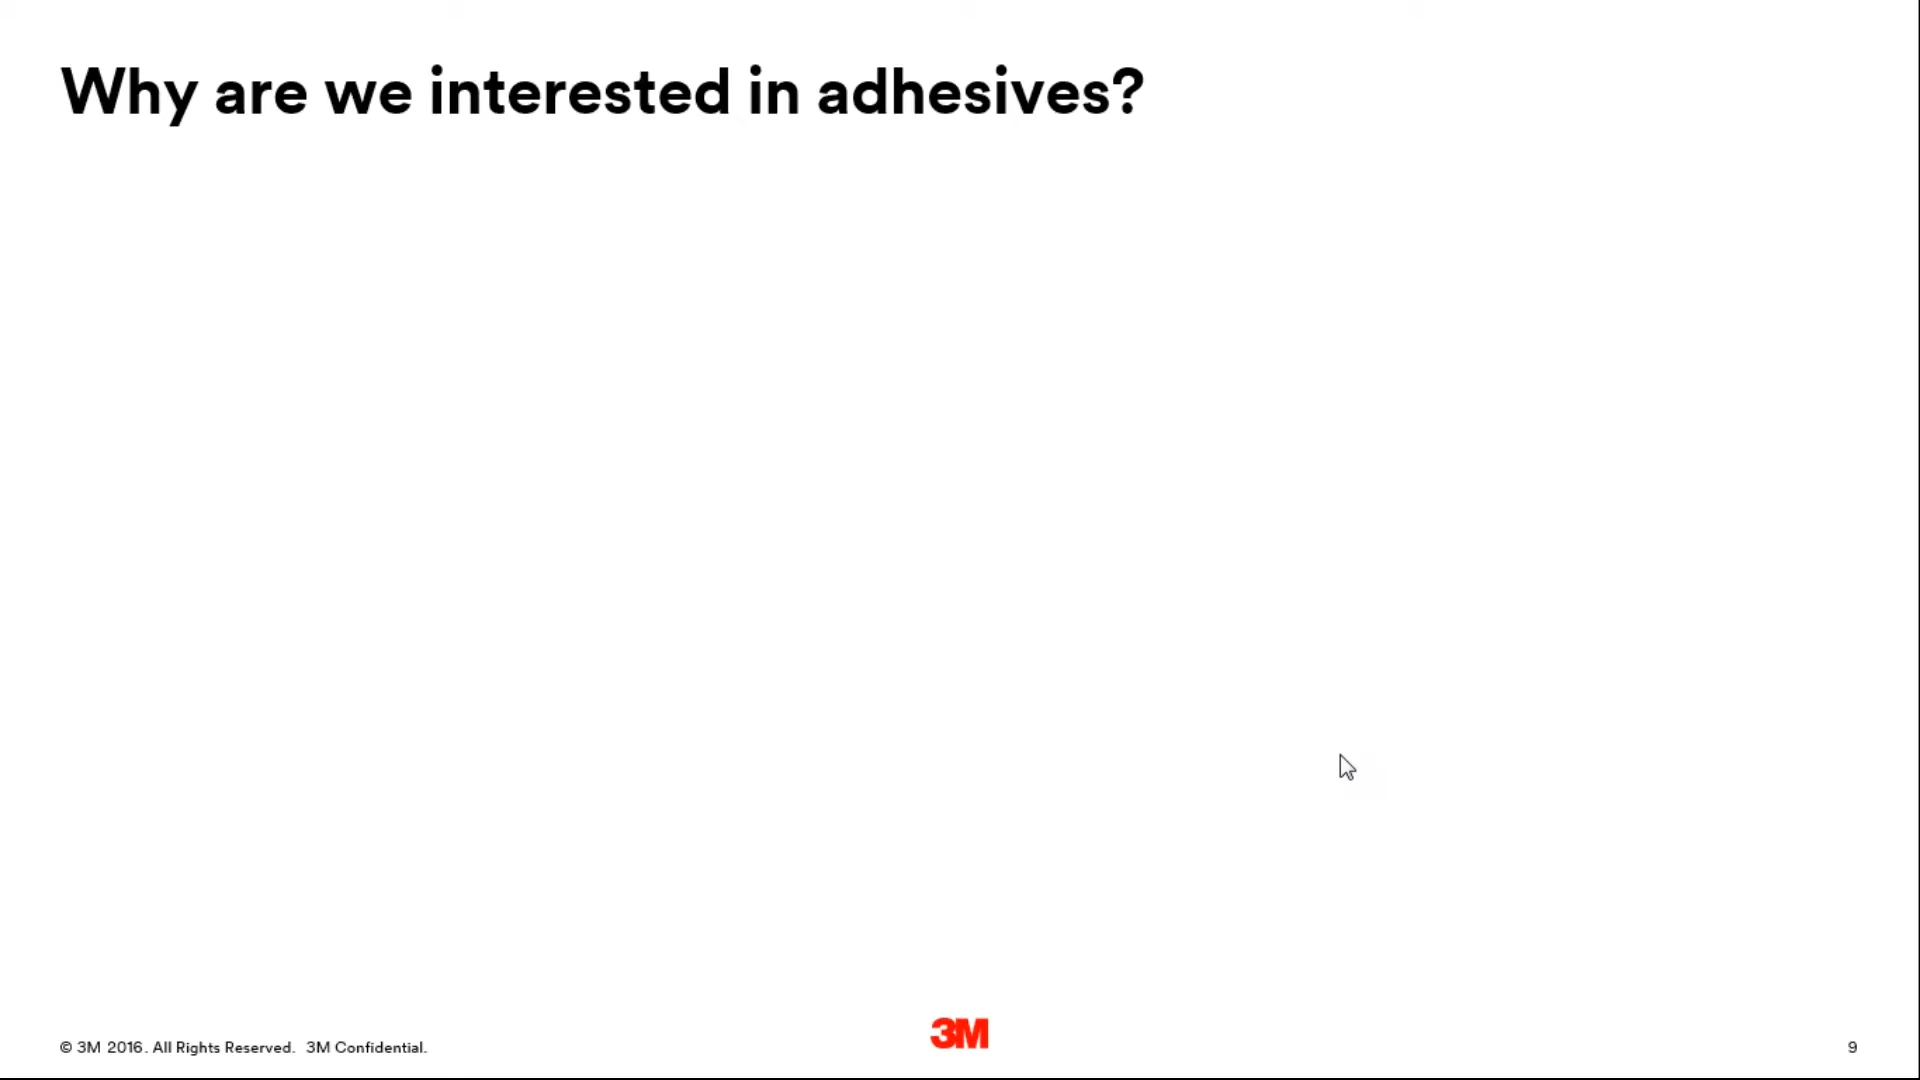 Why are we interested in adhesives?
© 3M 2016. All Rights Reserved. 3M Confidential.
3M
9